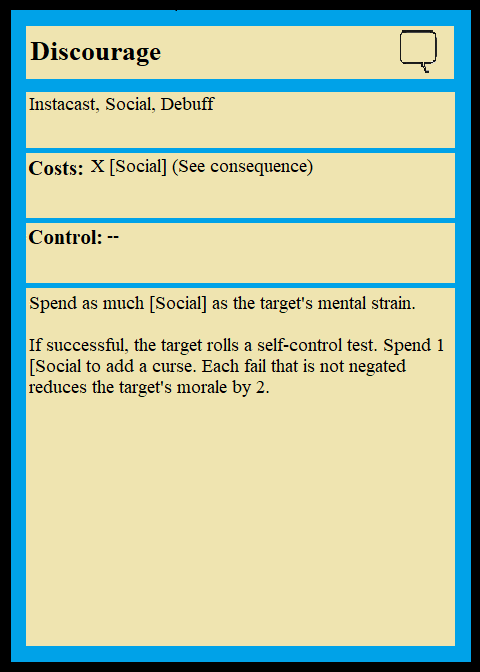 Discourage
Instacast, Social, Debuff
Costs: X [Social] (See consequence)
Control: --
Spend as much [Social] as the target's mental strain.
If successful, the target rolls a self-control test. Spend 1
[Social to add a curse. Each fail that is not negated
reduces the target's morale by 2.